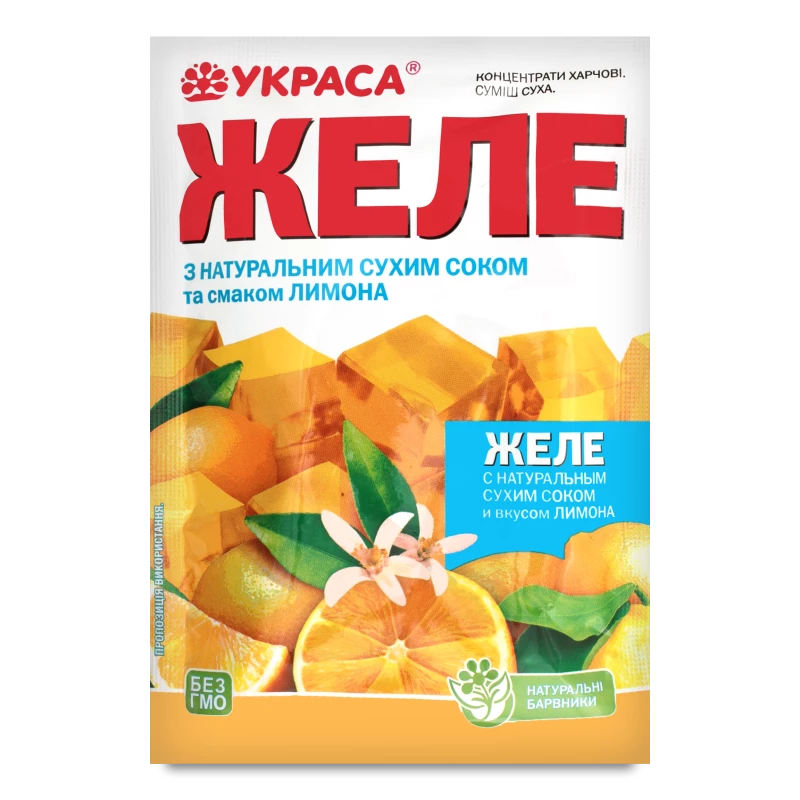 УКРАСА®
КОНЦЕНТРАТИ ХАРЧОВІ.
СУМІШ СУХА.
ЖЕЛЕ
З НАТУРАЛЬНИМ СУХИМ СОКОМ
та смаком ЛИМОНА
ЖЕЛЕ
С НАТУРАЛЬНЫМ
СУХИМ СОКОМ
и вкусом ЛИМОНА
ПРОПОЗИЦІЯ ВИКОРИСТАННЯ.
БЕЗ
ГМО
НАТУРАЛЬНІ
БАРВНИКИ